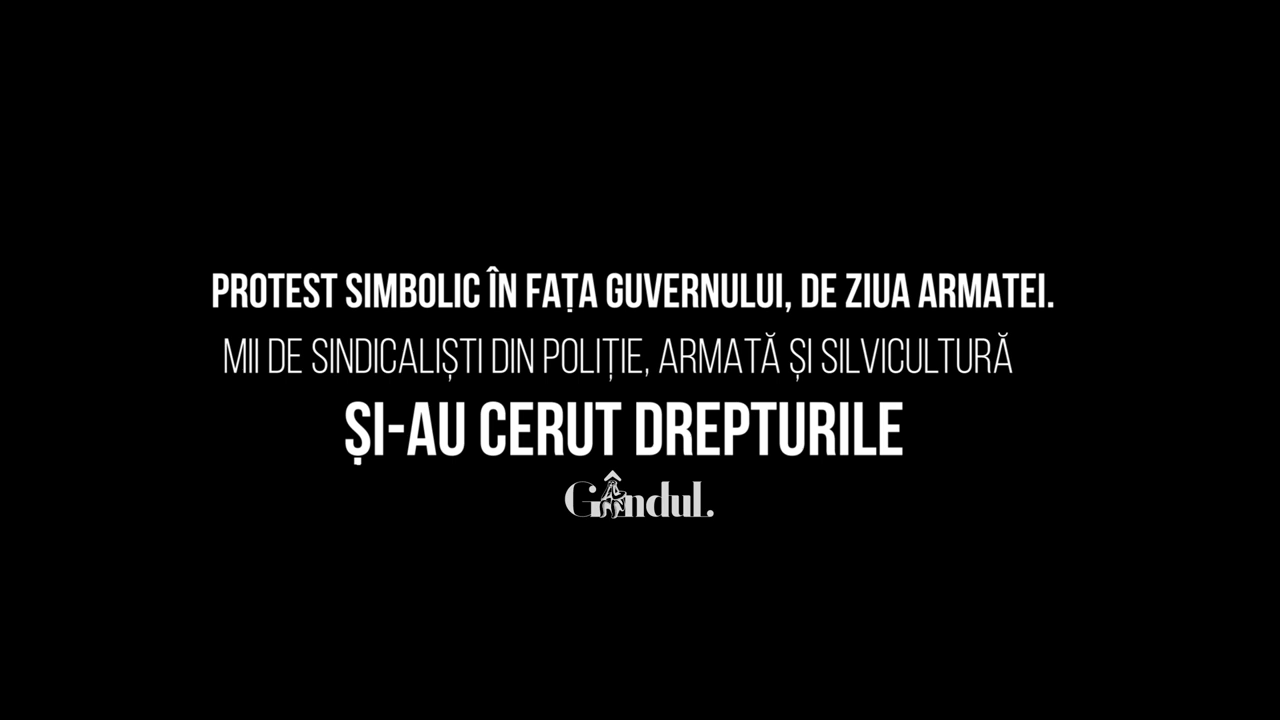 PROTEST SIMBOLIC ÎN FAȚA GUVERNULUI, DE ZIUA ARMATEI.
MII DE SINDICALIȘTI DIN POLIȚIE, ARMATĂ ȘI SILVICULTURĂ
ȘI-AU CERUT DREPTURILE
Gândul.